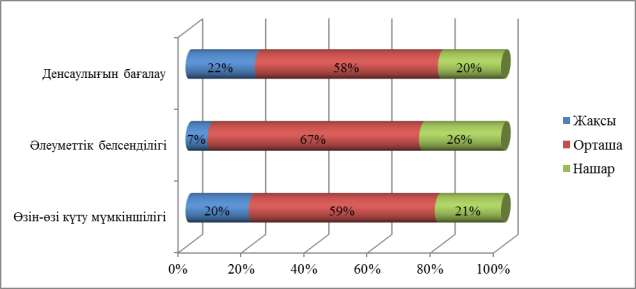 Денсаулығын бағалау
22% 58% 20%
Әлеуметтік белсенділігі
7% 67% 26%
Өзін-өзі күту мүмкіншілігі
20% 59% 21%
0% 20% 40% 60% 80% 100%
Жақсы
Орташа
Нашар